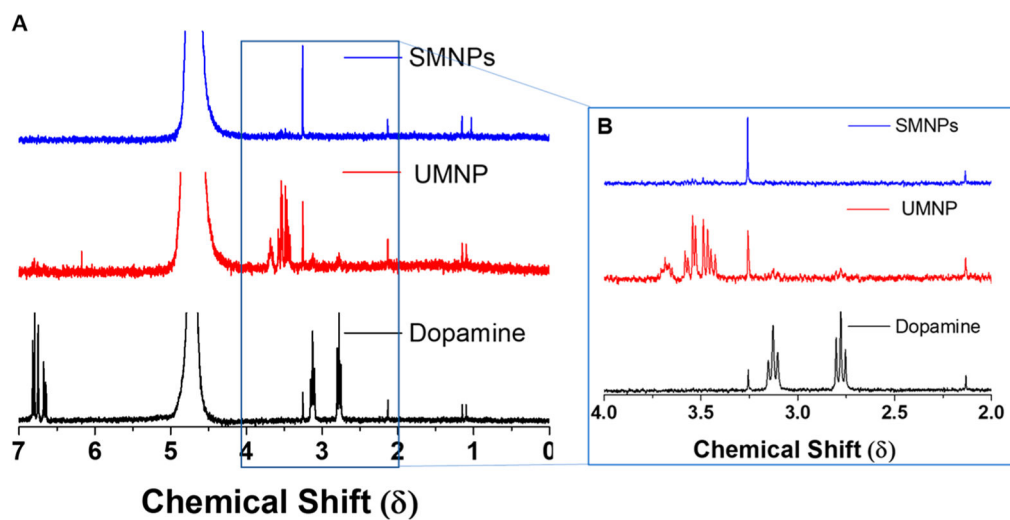 A
SMNPs
UMNP
Dopamine
7 6 5 4 3 2 1 0
Chemical Shift (δ)
B
SMNPs
UMNP
Dopamine
4.0 3.5 3.0 2.5 2.0
Chemical Shift (δ)